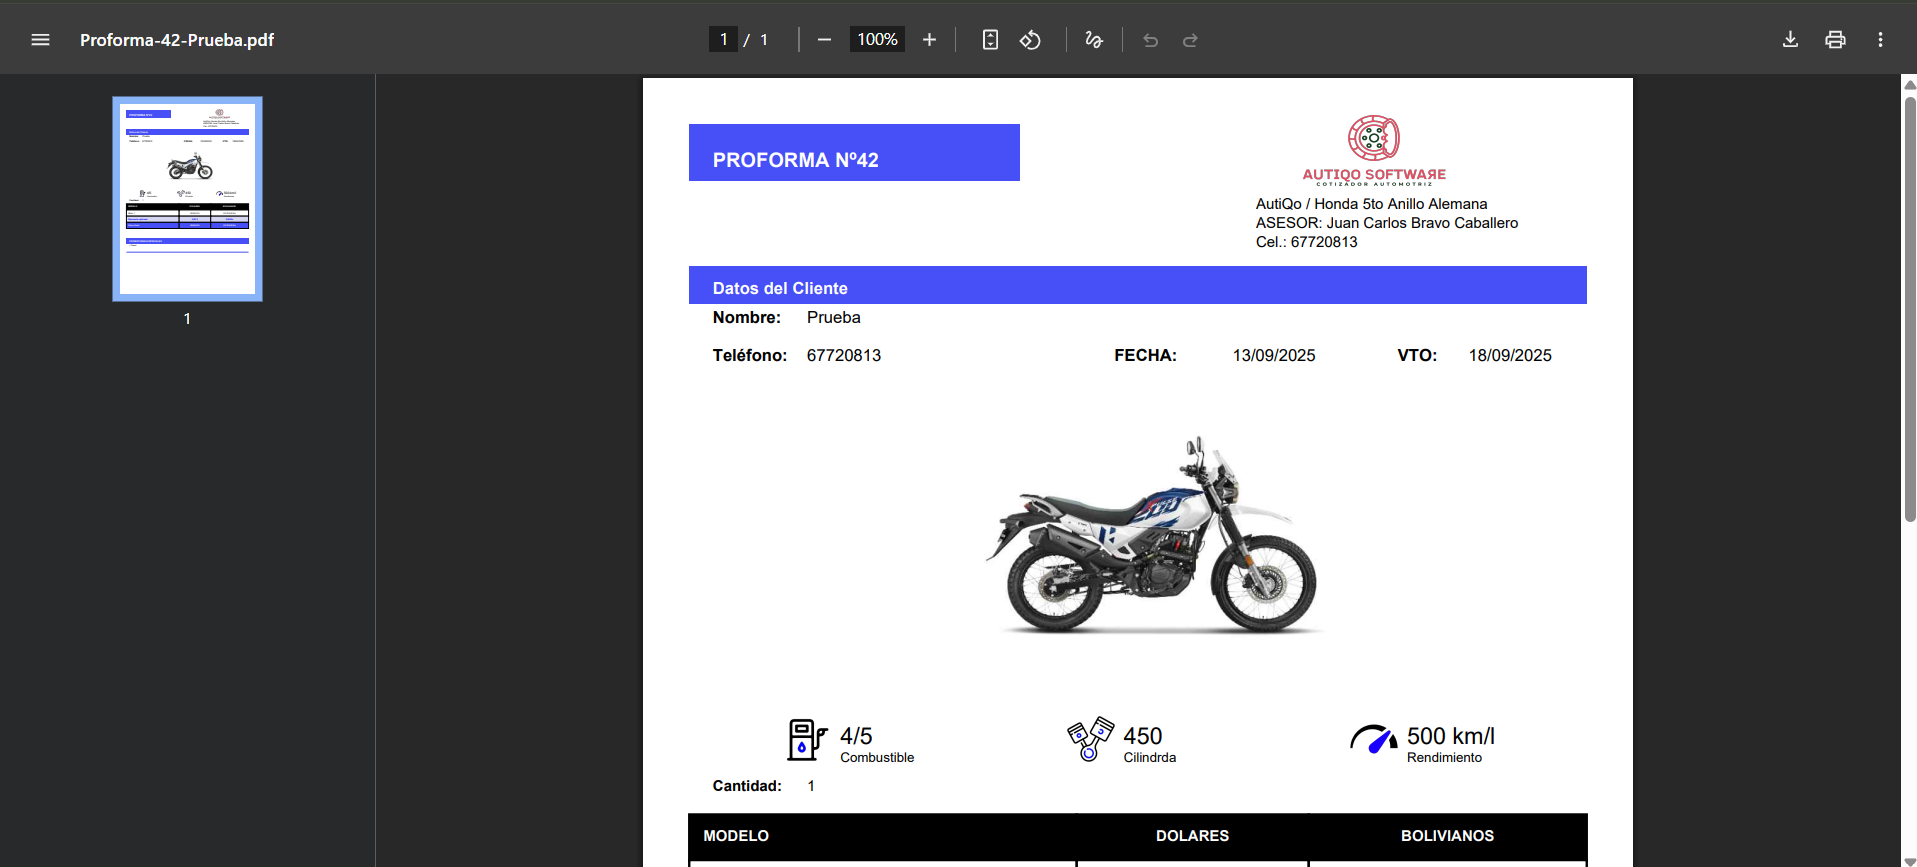 Proforma-42-Prueba.pdf
1 / 1
100%
1
PROFORMA Nº42
AUTIQO SOFTWARE
COTIZADOR AUTOMOTRIZ
AutiQo / Honda 5to Anillo Alemana
ASESOR: Juan Carlos Bravo Caballero
Cel.: 67720813
Datos del Cliente
Nombre: Prueba
Teléfono: 67720813 FECHA: 13/09/2025 VTO: 18/09/2025
200
4/5 450 500 km/l
Combustible Cilindrda Rendimiento
Cantidad: 1
MODELO DOLARES BOLIVIANOS